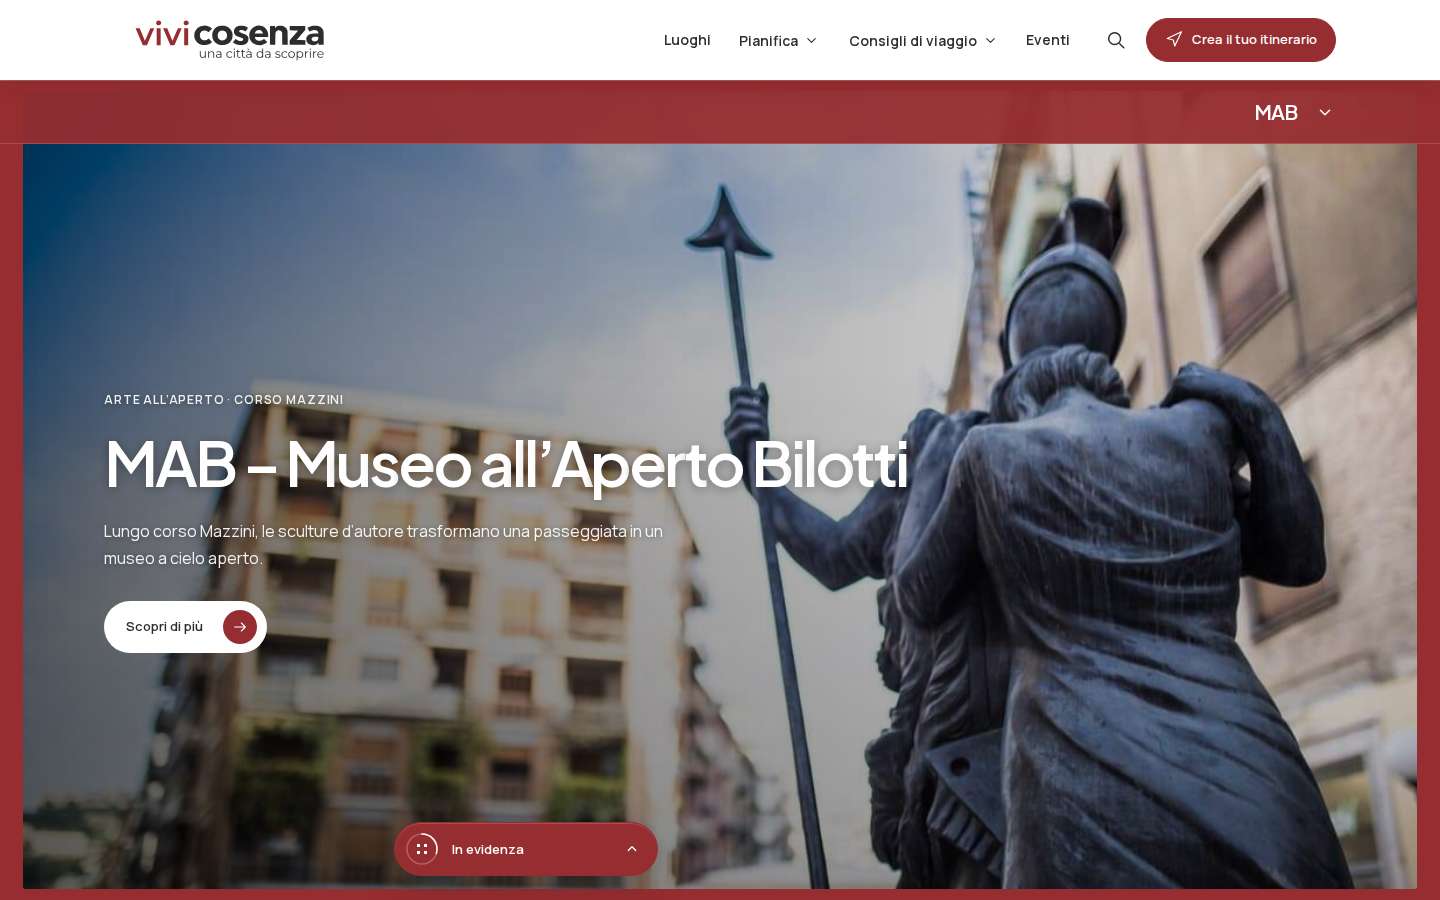 vivicosenza
una città da scoprire
Luoghi
Pianifica
Consigli di viaggio
Eventi
Crea il tuo itinerario
MAB
ARTE ALL'APERTO · CORSO MAZZINI
MAB – Museo all’Aperto Bilotti
Lungo corso Mazzini, le sculture d'autore trasformano una passeggiata in un
museo a cielo aperto.
Scopri di più
In evidenza